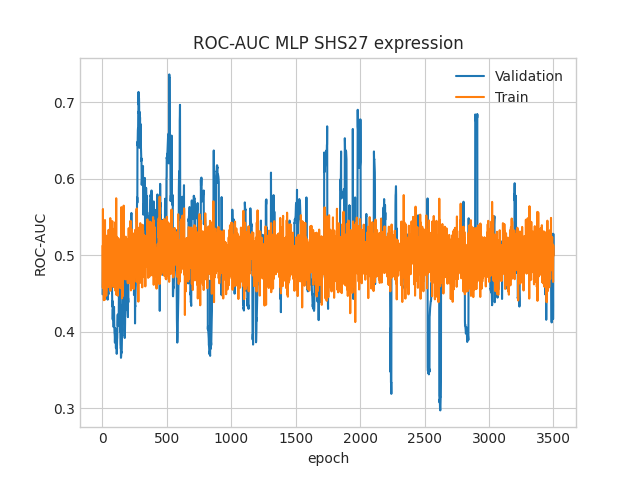 ROC-AUC MLP SHS27 expression
Validation
Train
0.7
0.6
0.5
0.4
0.3
ROC-AUC
0 500 1000 1500 2000 2500 3000 3500
epoch